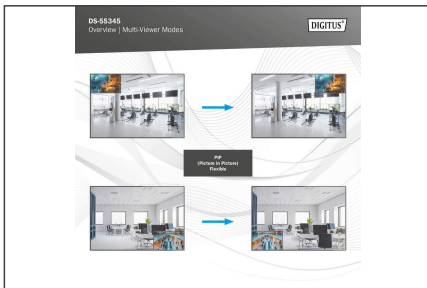 DS-55345
Overview | Multi-Viewer Modes
DIGITUS®
PIP
(Picture in Picture)
Flexible